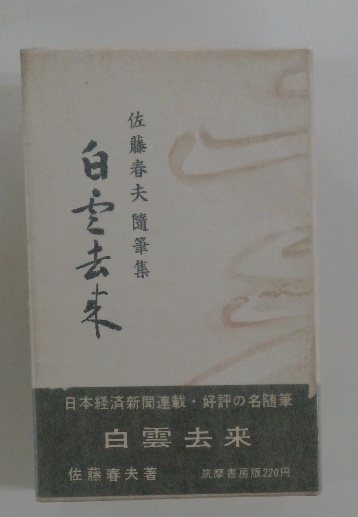 佐藤春夫 隨筆集
白雲去来
日本経済新聞連載・好評の名随筆
白雲去来
佐藤春夫著
筑摩書房版220円